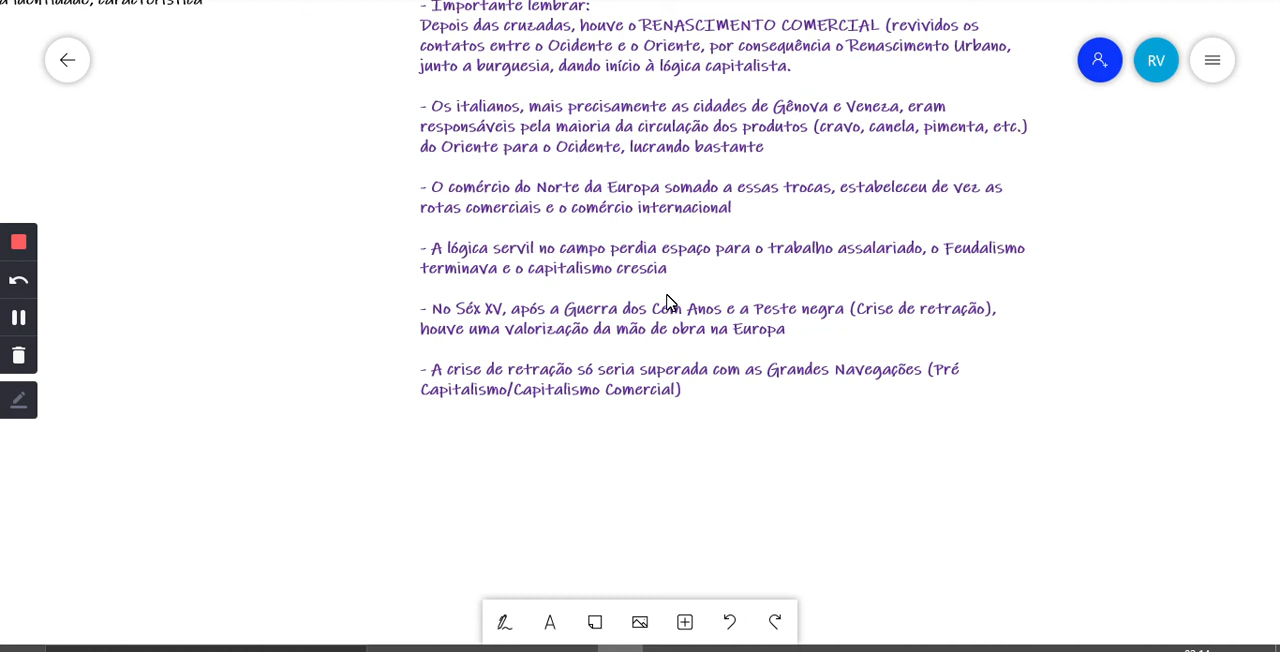 a identidade, característica
- Importante lembrar:
Depois das cruzadas, houve o RENASCIMENTO COMERCIAL (revividos os
contatos entre o Ocidente e o Oriente, por consequência o Renascimento Urbano,
junto a burguesia, dando início à lógica capitalista.
RV
- Os italianos, mais precisamente as cidades de Gênova e Veneza, eram
responsáveis pela maioria da circulação dos produtos (cravo, canela, pimenta, etc.)
do Oriente para o Ocidente, lucrando bastante
- O comércio do Norte da Europa somado a essas trocas, estabeleceu de vez as
rotas comerciais e o comércio internacional
- A lógica servil no campo perdia espaço para o trabalho assalariado, o Feudalismo
terminava e o capitalismo crescia
- No Séx XV, após a Guerra dos Cem Anos e a Peste negra (Crise de retração),
houve uma valorização da mão de obra na Europa
- A crise de retração só seria superada com as Grandes Navegações (Pré
Capitalismo/Capitalismo Comercial)